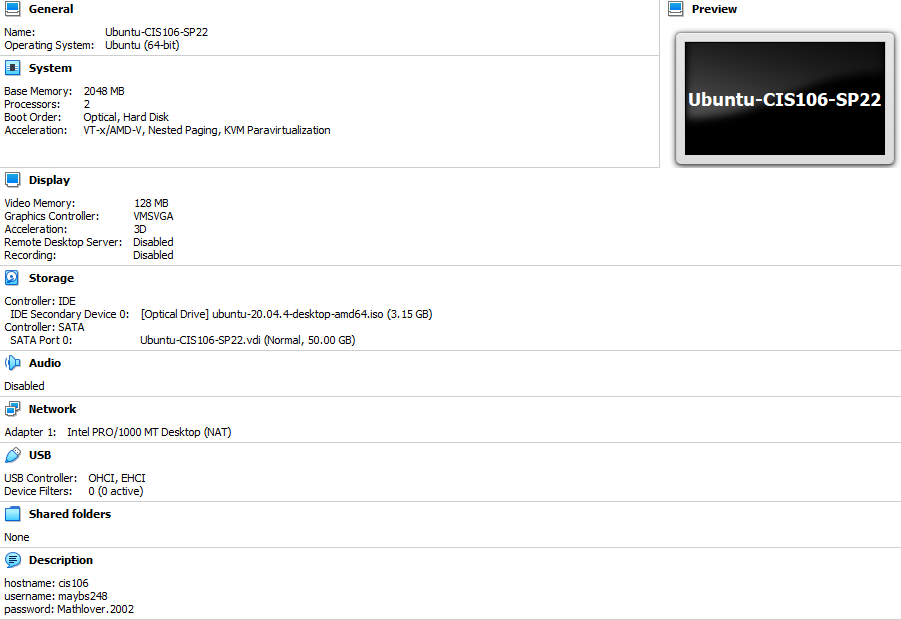 General
Name: Ubuntu-CIS106-SP22
Operating System: Ubuntu (64-bit)
System
Base Memory: 2048 MB
Processors: 2
Boot Order: Optical, Hard Disk
Acceleration: VT-x/AMD-V, Nested Paging, KVM Paravirtualization
Preview
Ubuntu-CIS106-SP22
Display
Video Memory: 128 MB
Graphics Controller: VMSVGA
Acceleration: 3D
Remote Desktop Server: Disabled
Recording: Disabled
Storage
Controller: IDE
IDE Secondary Device 0: [Optical Drive] ubuntu-20.04.4-desktop-amd64.iso (3.15 GB)
Controller: SATA
SATA Port 0: Ubuntu-CIS106-SP22.vdi (Normal, 50.00 GB)
Audio
Disabled
Network
Adapter 1: Intel PRO/1000 MT Desktop (NAT)
USB
USB Controller: OHCI, EHCI
Device Filters: 0 (0 active)
Shared folders
None
Description
hostname: cis106
username: maybs248
password: Mathlover.2002